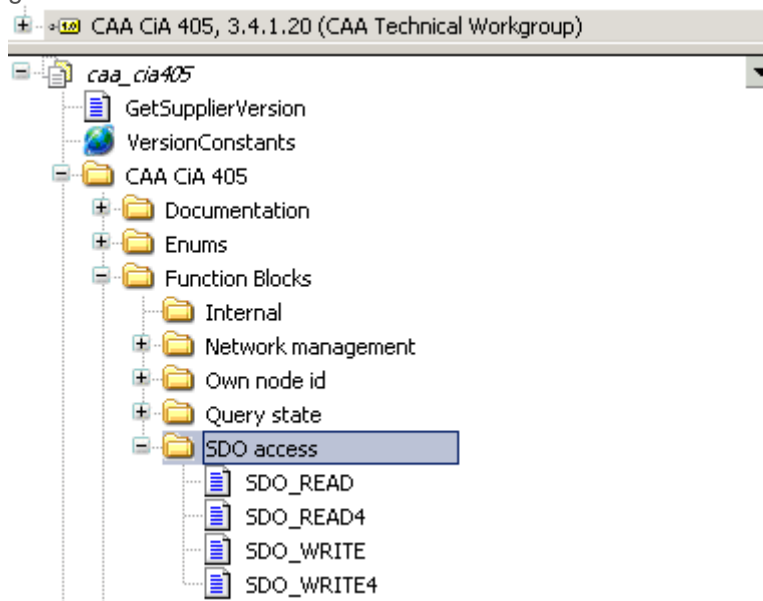 CAA CiA 405, 3.4.1.20 (CAA Technical Workgroup)
caa_cia405
GetSupplierVersion
VersionConstants
CAA CiA 405
Documentation
Enums
Function Blocks
Internal
Network management
Own node id
Query state
SDO access
SDO_READ
SDO_READ4
SDO_WRITE
SDO_WRITE4